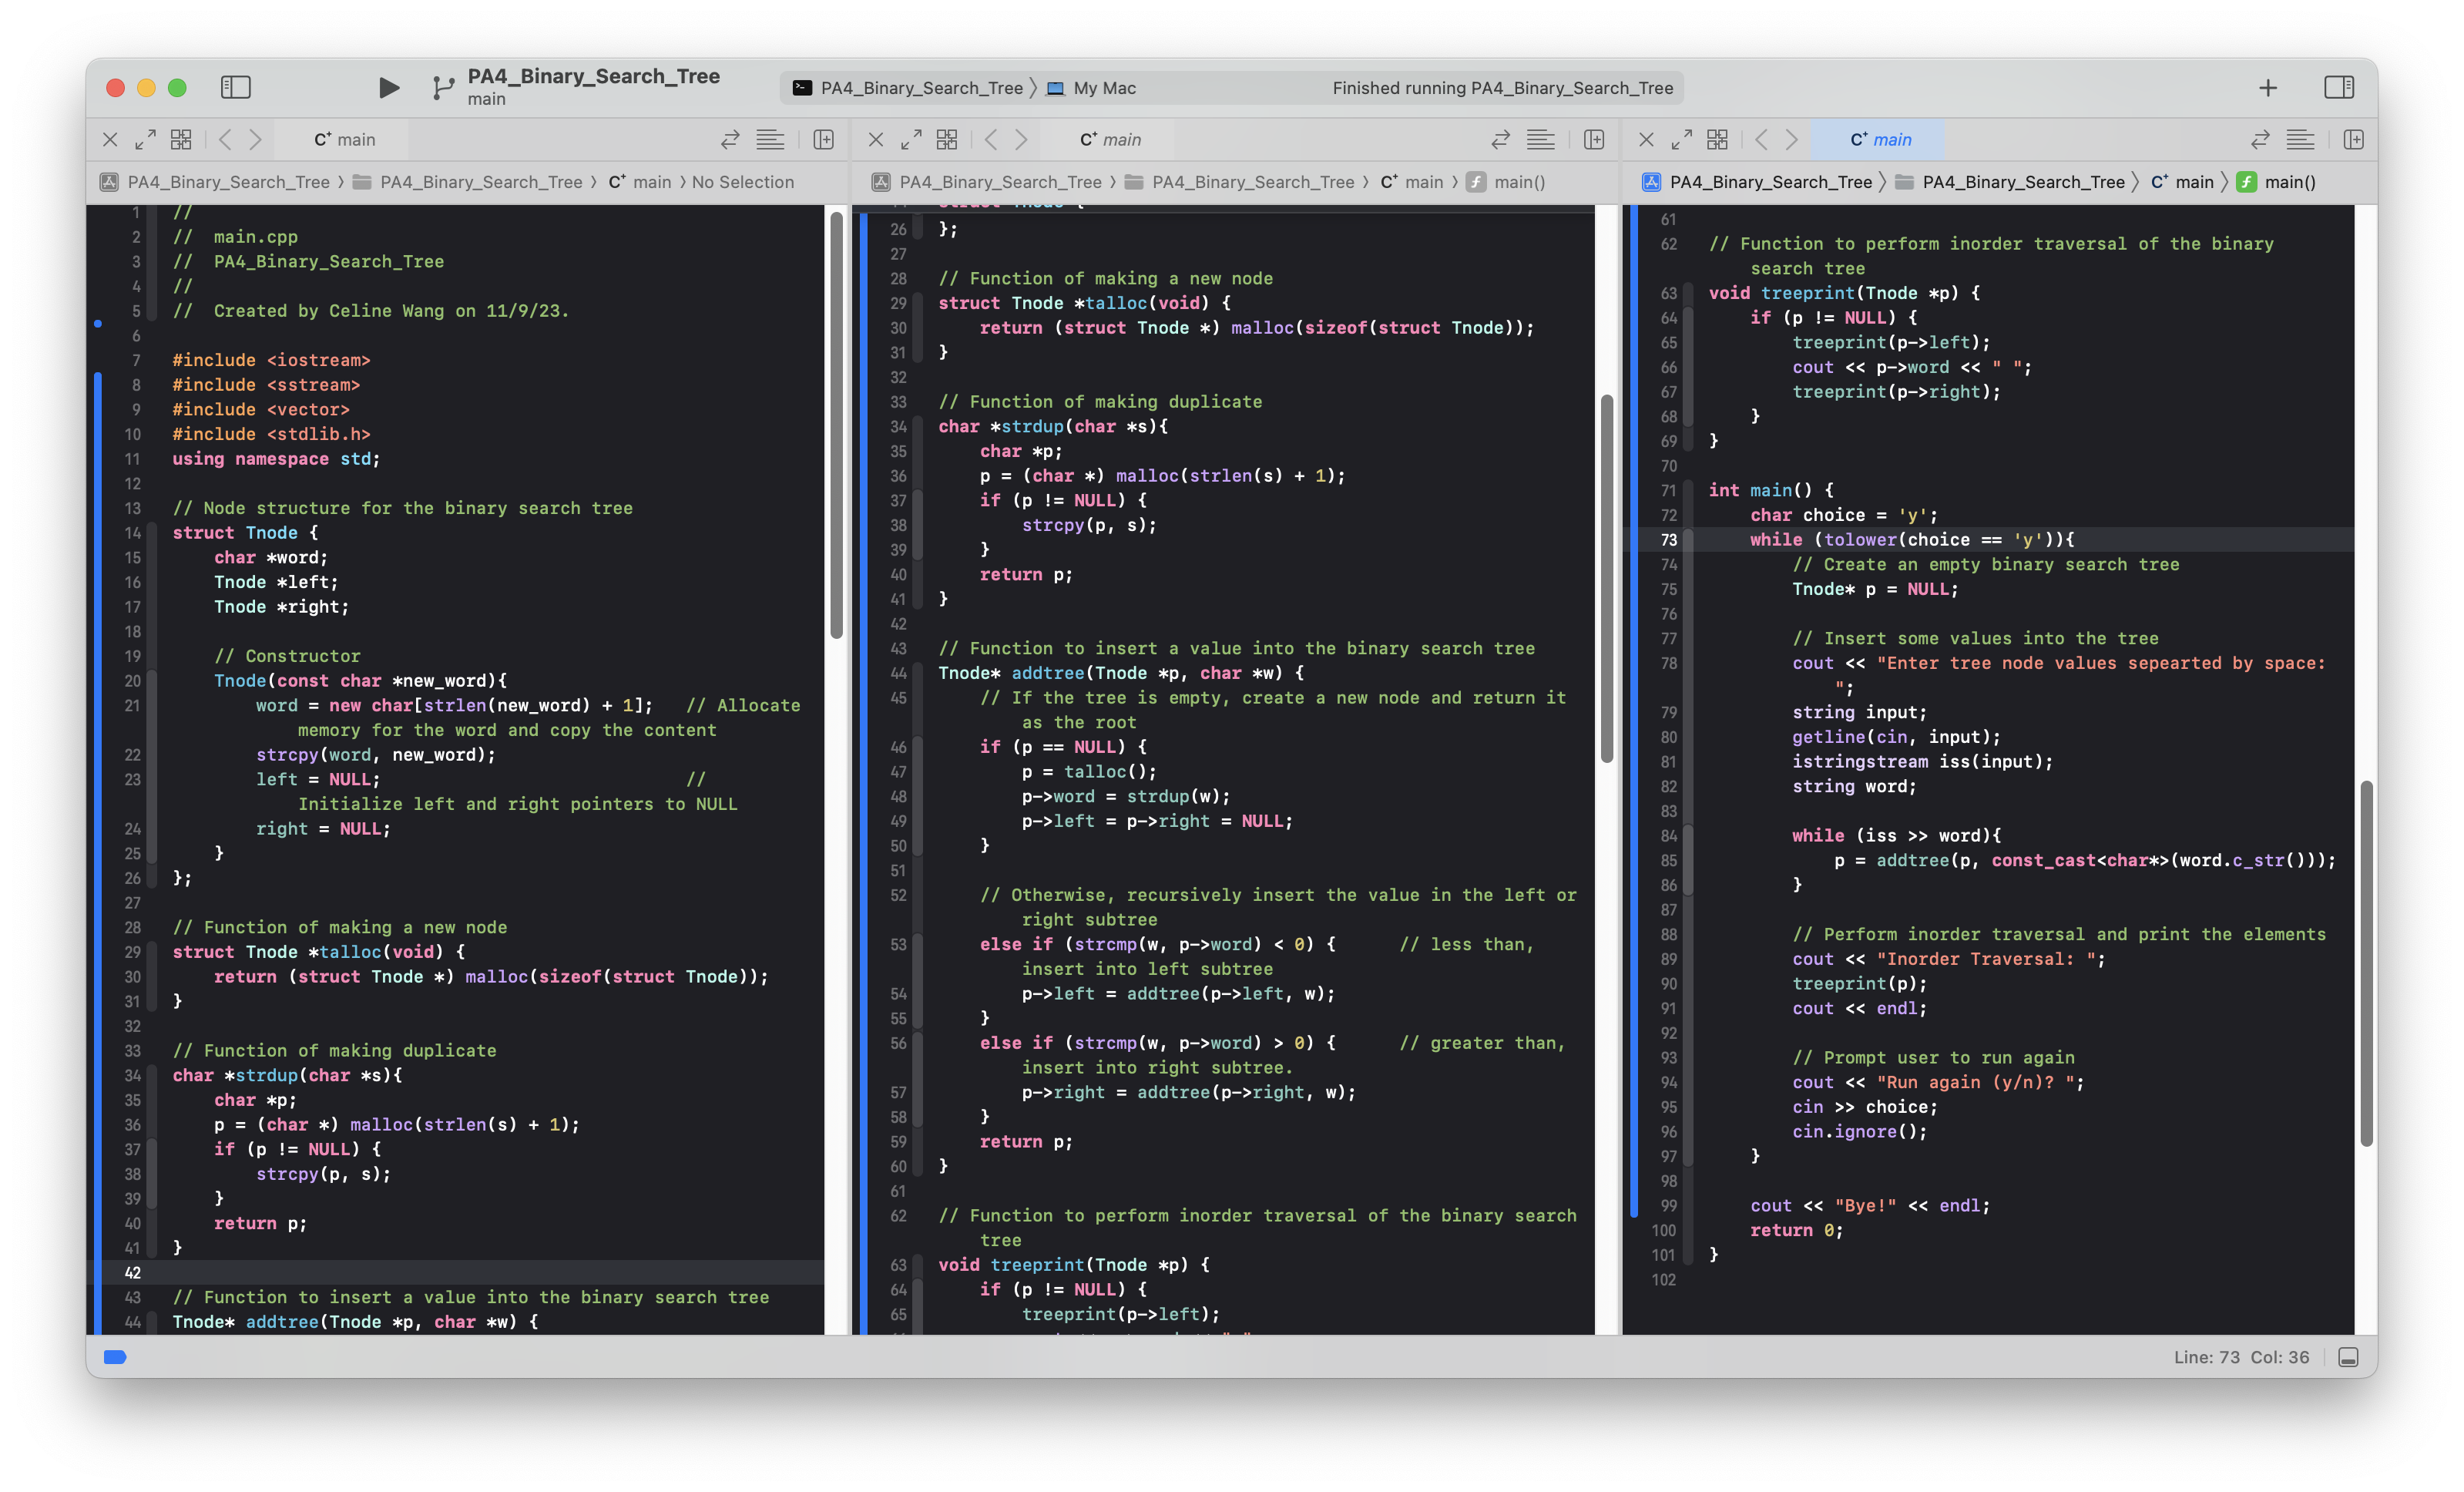 PA4_Binary_Search_Tree
main
PA4_Binary_Search_Tree 〉 My Mac
Finished running PA4_Binary_Search_Tree
C+ main
PA4_Binary_Search_Tree 〉 PA4_Binary_Search_Tree 〉 C+ main 〉 No Selection
1 //
2 //  main.cpp
3 //  PA4_Binary_Search_Tree
4 //
5 //  Created by Celine Wang on 11/9/23.
6
7 #include <iostream>
8 #include <sstream>
9 #include <vector>
10 #include <stdlib.h>
11 using namespace std;
12
13 // Node structure for the binary search tree
14 struct Tnode {
15     char *word;
16     Tnode *left;
17     Tnode *right;
18
19     // Constructor
20     Tnode(const char *new_word){
21         word = new char[strlen(new_word) + 1];   // Allocate
memory for the word and copy the content
22         strcpy(word, new_word);
23         left = NULL;                             //
Initialize left and right pointers to NULL
24         right = NULL;
25     }
26 };
27
28 // Function of making a new node
29 struct Tnode *talloc(void) {
30     return (struct Tnode *) malloc(sizeof(struct Tnode));
31 }
32
33 // Function of making duplicate
34 char *strdup(char *s){
35     char *p;
36     p = (char *) malloc(strlen(s) + 1);
37     if (p != NULL) {
38         strcpy(p, s);
39     }
40     return p;
41 }
42
43 // Function to insert a value into the binary search tree
44 Tnode* addtree(Tnode *p, char *w) {
C+ main
PA4_Binary_Search_Tree 〉 PA4_Binary_Search_Tree 〉 C+ main 〉 f main()
26 };
27
28 // Function of making a new node
29 struct Tnode *talloc(void) {
30     return (struct Tnode *) malloc(sizeof(struct Tnode));
31 }
32
33 // Function of making duplicate
34 char *strdup(char *s){
35     char *p;
36     p = (char *) malloc(strlen(s) + 1);
37     if (p != NULL) {
38         strcpy(p, s);
39     }
40     return p;
41 }
42
43 // Function to insert a value into the binary search tree
44 Tnode* addtree(Tnode *p, char *w) {
45     // If the tree is empty, create a new node and return it
as the root
46     if (p == NULL) {
47         p = talloc();
48         p->word = strdup(w);
49         p->left = p->right = NULL;
50     }
51
52     // Otherwise, recursively insert the value in the left or
right subtree
53     else if (strcmp(w, p->word) < 0) {      // less than,
insert into left subtree
54         p->left = addtree(p->left, w);
55     }
56     else if (strcmp(w, p->word) > 0) {      // greater than,
insert into right subtree.
57         p->right = addtree(p->right, w);
58     }
59     return p;
60 }
61
62 // Function to perform inorder traversal of the binary search
tree
63 void treeprint(Tnode *p) {
64     if (p != NULL) {
65         treeprint(p->left);
C+ main
PA4_Binary_Search_Tree 〉 PA4_Binary_Search_Tree 〉 C+ main 〉 f main()
61
62 // Function to perform inorder traversal of the binary
search tree
63 void treeprint(Tnode *p) {
64     if (p != NULL) {
65         treeprint(p->left);
66         cout << p->word << " ";
67         treeprint(p->right);
68     }
69 }
70
71 int main() {
72     char choice = 'y';
73     while (tolower(choice == 'y')){
74         // Create an empty binary search tree
75         Tnode* p = NULL;
76
77         // Insert some values into the tree
78         cout << "Enter tree node values sepearted by space:
";
79         string input;
80         getline(cin, input);
81         istringstream iss(input);
82         string word;
83
84         while (iss >> word){
85             p = addtree(p, const_cast<char*>(word.c_str()));
86         }
87
88         // Perform inorder traversal and print the elements
89         cout << "Inorder Traversal: ";
90         treeprint(p);
91         cout << endl;
92
93         // Prompt user to run again
94         cout << "Run again (y/n)? ";
95         cin >> choice;
96         cin.ignore();
97     }
98
99     cout << "Bye!" << endl;
100     return 0;
101 }
102
Line: 73  Col: 36